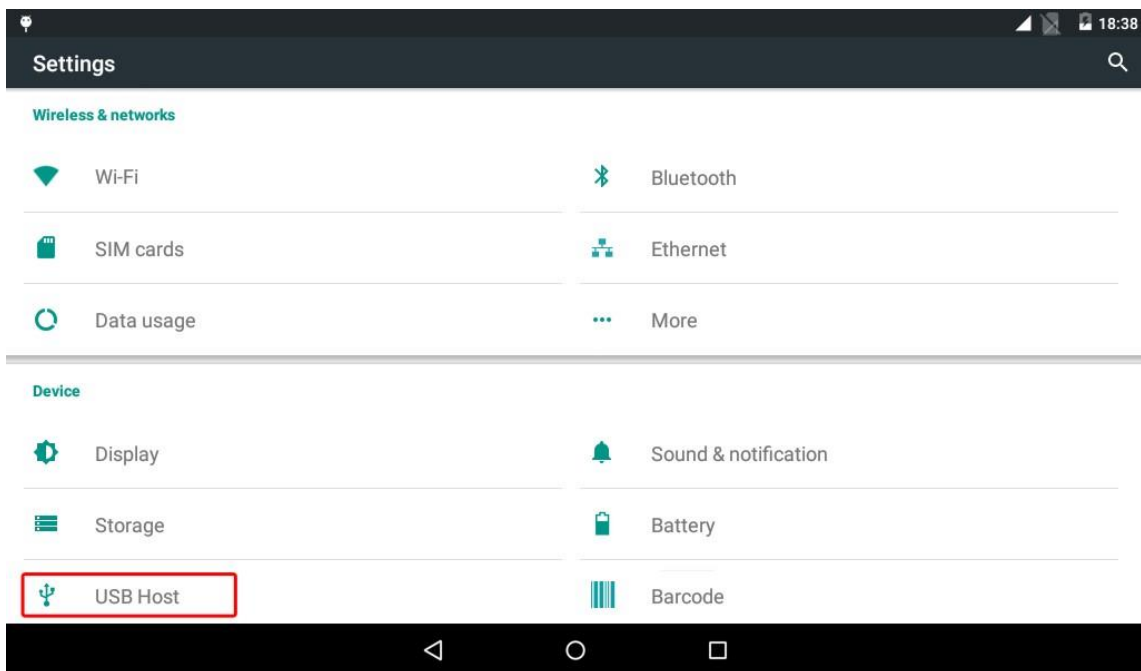 18:38
Settings
Wireless & networks
Wi-Fi
Bluetooth
SIM cards
Ethernet
Data usage
More
Device
Display
Sound & notification
Storage
Battery
USB Host
Barcode